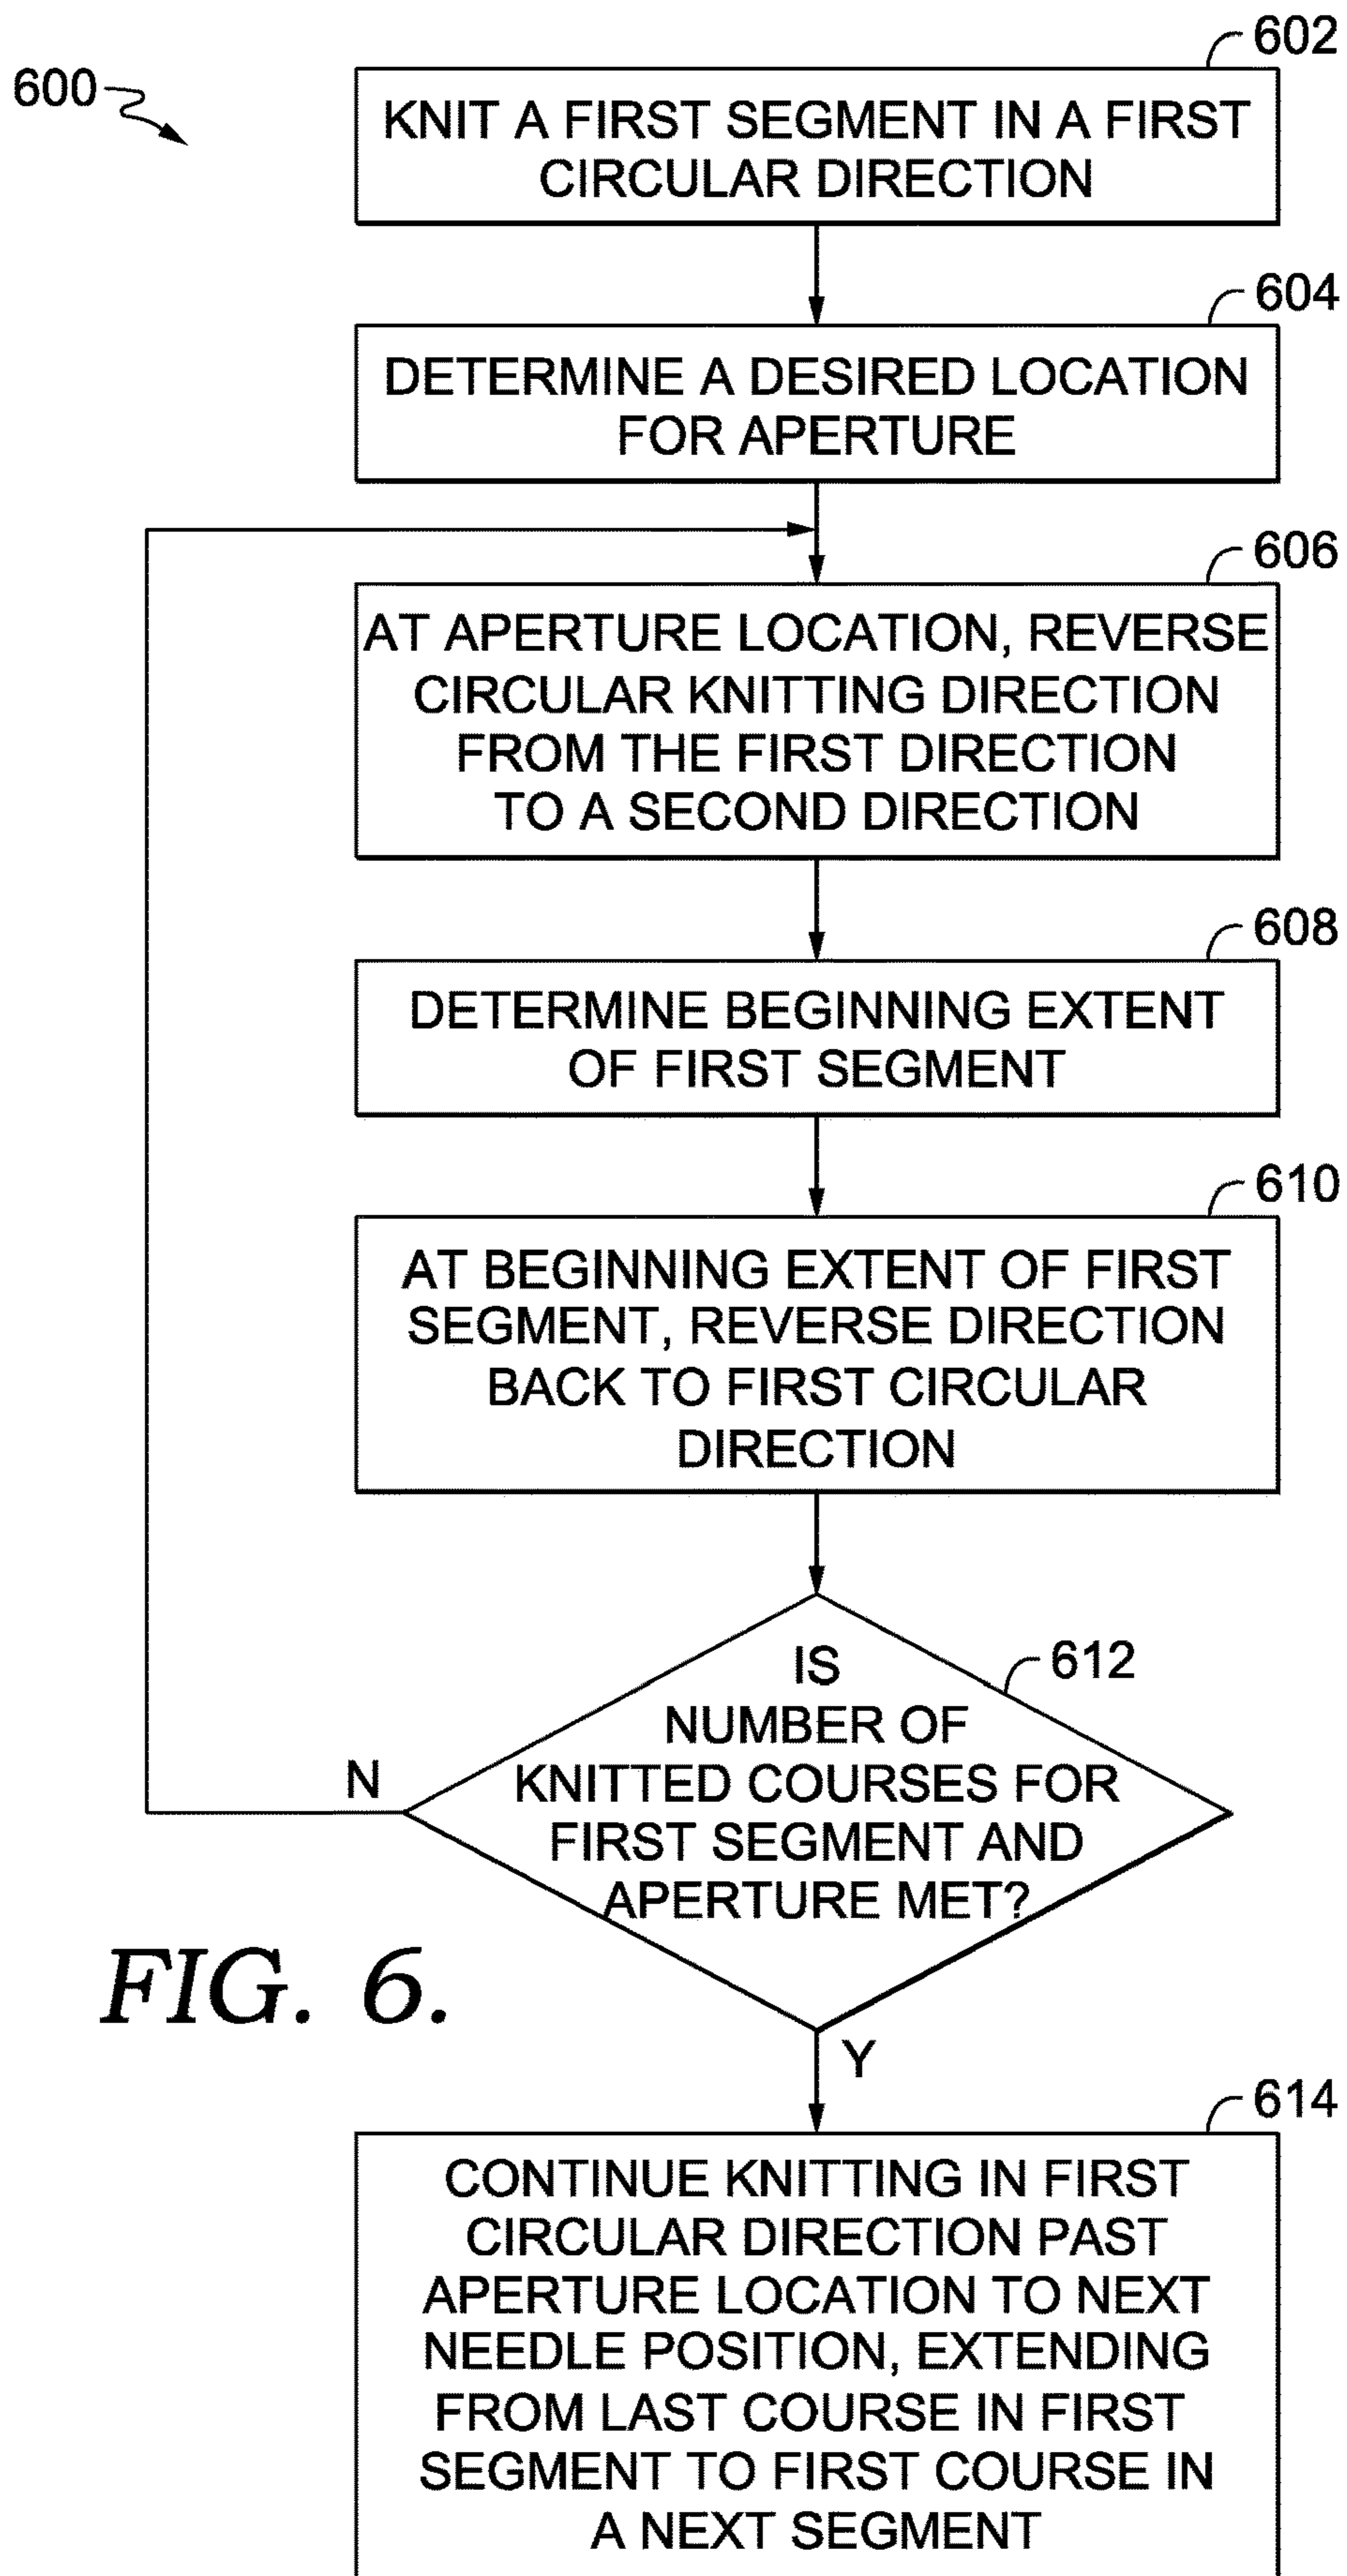 602
600
KNIT A FIRST SEGMENT IN A FIRST
CIRCULAR DIRECTION
604
DETERMINE A DESIRED LOCATION
FOR APERTURE
606
AT APERTURE LOCATION, REVERSE
CIRCULAR KNITTING DIRECTION
FROM THE FIRST DIRECTION
TO A SECOND DIRECTION
608
DETERMINE BEGINNING EXTENT
OF FIRST SEGMENT
610
AT BEGINNING EXTENT OF FIRST
SEGMENT, REVERSE DIRECTION
BACK TO FIRST CIRCULAR
DIRECTION
612
IS
NUMBER OF
KNITTED COURSES FOR
FIRST SEGMENT AND
APERTURE MET?
N
FIG. 6.
Y
614
CONTINUE KNITTING IN FIRST
CIRCULAR DIRECTION PAST
APERTURE LOCATION TO NEXT
NEEDLE POSITION, EXTENDING
FROM LAST COURSE IN FIRST
SEGMENT TO FIRST COURSE IN
A NEXT SEGMENT